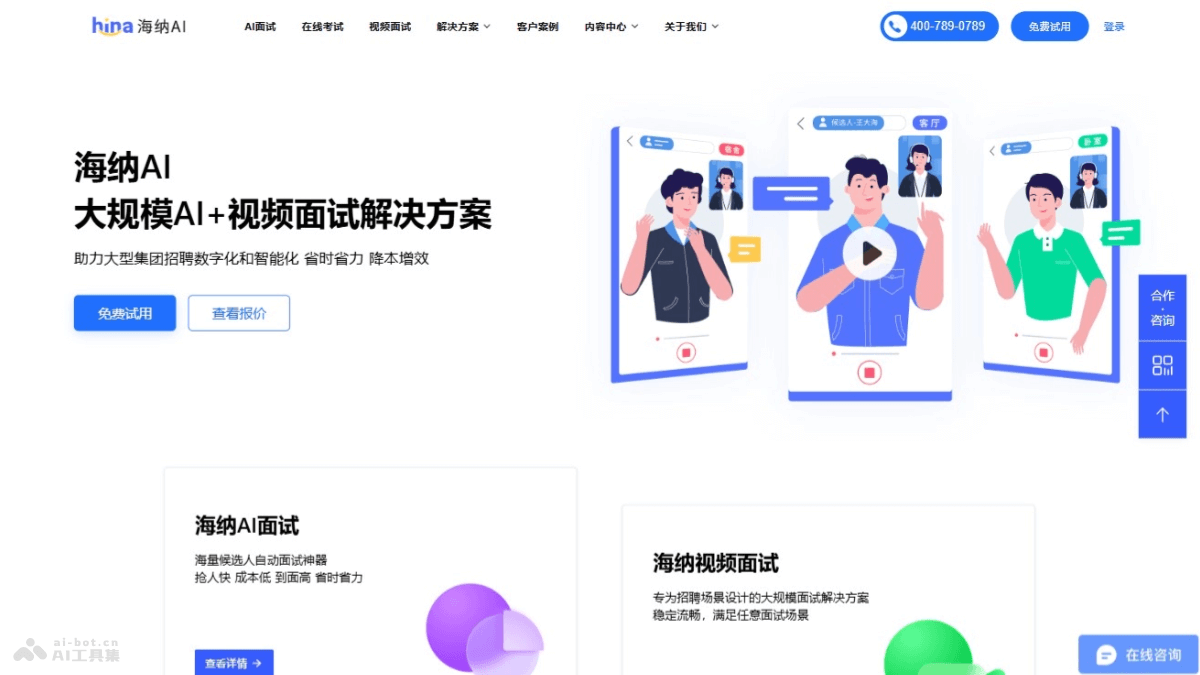 hina 海纳AI
AI面试
在线考试
视频面试
解决方案
客户案例
内容中心
关于我们
400-789-0789
免费试用
登录
海纳AI
大规模AI+视频面试解决方案
助力大型集团招聘数字化和智能化 省时省力 降本增效
免费试用
查看报价
候选人-王大海
客厅
卧室
合作
咨询
海纳AI面试
海量候选人自动面试神器
抢人快 成本低 到面高 省时省力
查看详情 →
海纳视频面试
专为招聘场景设计的大规模面试解决方案
稳定流畅，满足任意面试场景
ai-bot.cn
AI工具集
在线咨询